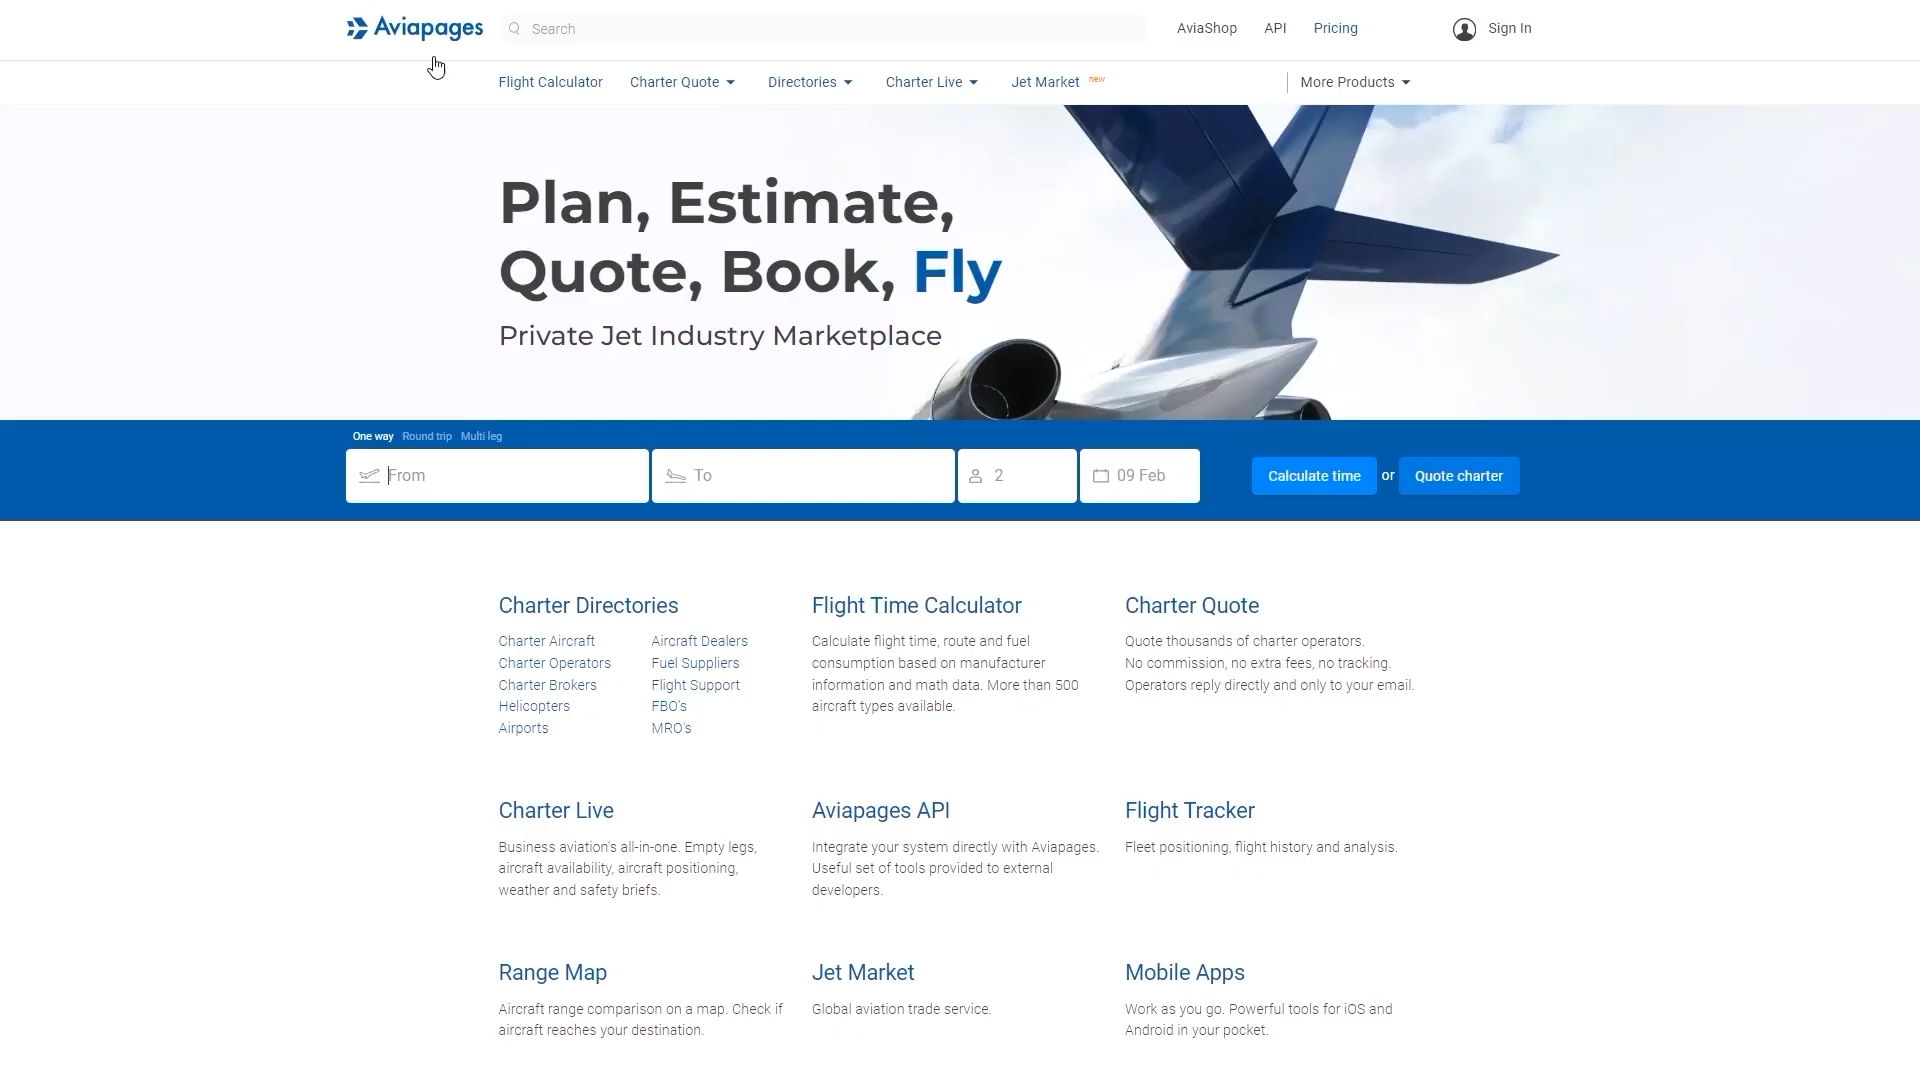 Aviapages
Search
AviaShop
API
Pricing
Sign In
Flight Calculator
Charter Quote
Directories
Charter Live
Jet Market new
More Products
Plan, Estimate,
Quote, Book, Fly
Private Jet Industry Marketplace
One way Round trip Multi leg
From
To
2
09 Feb
Calculate time or Quote charter
Charter Directories
Charter Aircraft
Charter Operators
Charter Brokers
Helicopters
Airports
Aircraft Dealers
Fuel Suppliers
Flight Support
FBO's
MRO's
Flight Time Calculator
Calculate flight time, route and fuel
consumption based on manufacturer
information and math data. More than 500
aircraft types available.
Charter Quote
Quote thousands of charter operators.
No commission, no extra fees, no tracking.
Operators reply directly and only to your email.
Charter Live
Business aviation's all-in-one. Empty legs,
aircraft availability, aircraft positioning,
weather and safety briefs.
Aviapages API
Integrate your system directly with Aviapages.
Useful set of tools provided to external
developers.
Flight Tracker
Fleet positioning, flight history and analysis.
Range Map
Aircraft range comparison on a map. Check if
aircraft reaches your destination.
Jet Market
Global aviation trade service.
Mobile Apps
Work as you go. Powerful tools for iOS and
Android in your pocket.